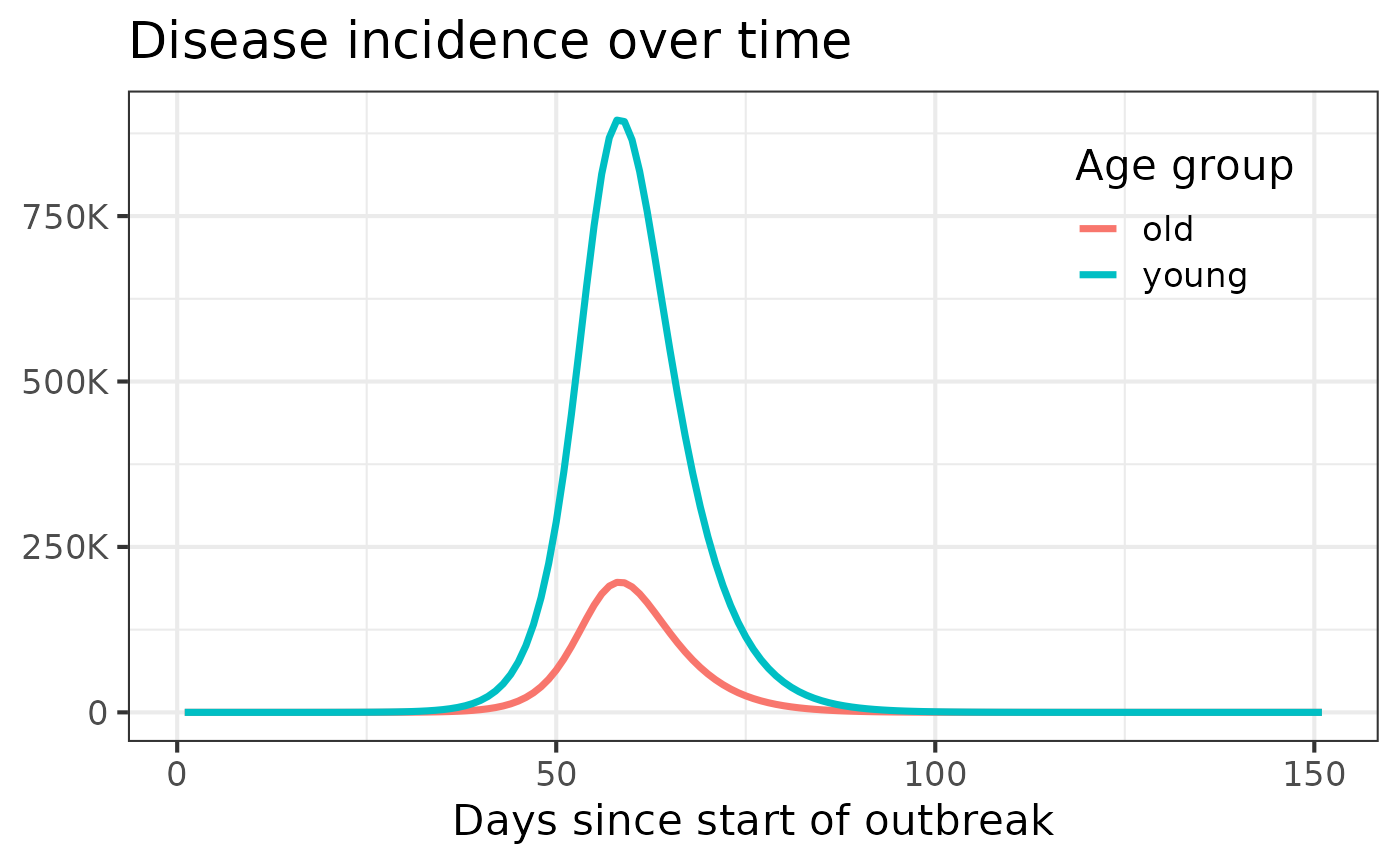 Disease incidence over time
Age group
old
young
750K
500K
250K
0
0 50 100 150
Days since start of outbreak